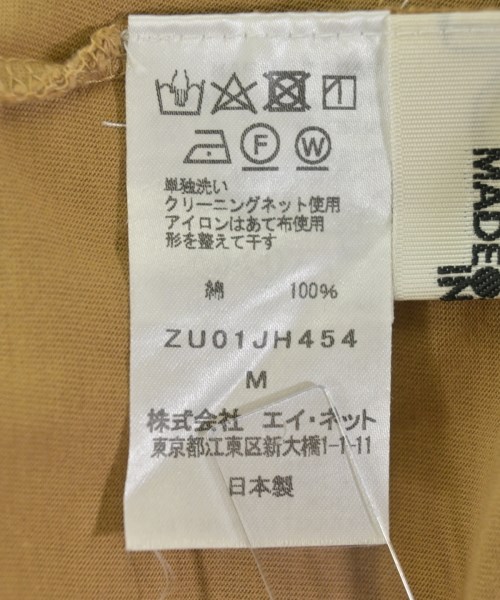 F W
単独洗い
クリーニングネット使用
アイロンはあて布使用
形を整えて干す
綿 100%
ZU01JH454
M
株式会社 エイ・ネット
東京都江東区新大橋1-1-11
日本製
MADE
IN